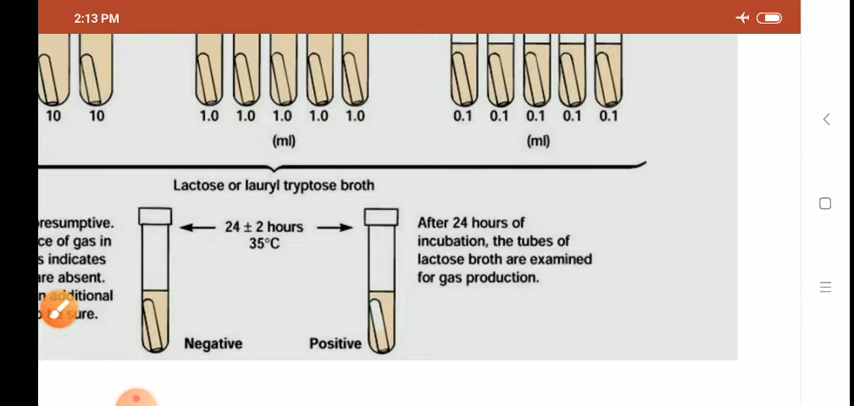 2:13 PM
10 10
1.0 1.0 1.0 1.0 1.0
0.1 0.1 0.1 0.1 0.1
(ml)
(ml)
Lactose or lauryl tryptose broth
resumptive.
ce of gas in
s indicates
re absent.
n additional
sure.
24 ± 2 hours
35°C
After 24 hours of
incubation, the tubes of
lactose broth are examined
for gas production.
Negative
Positive